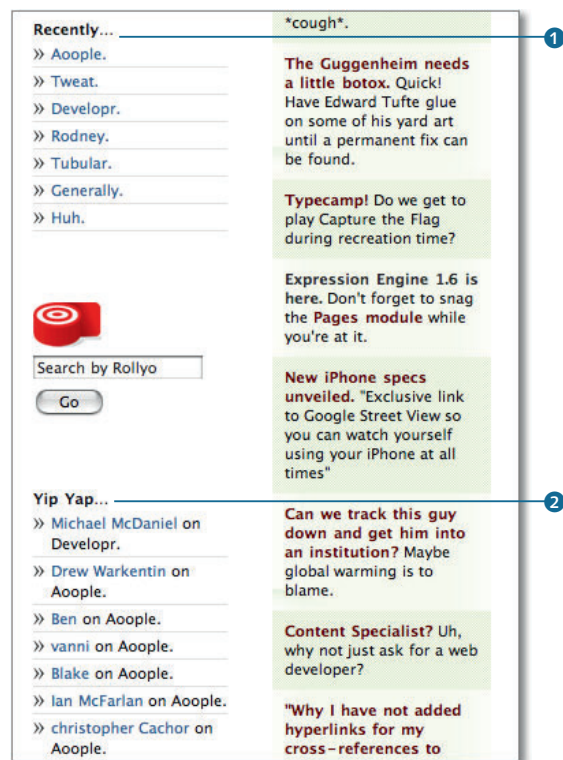 Recently...
» Aoople.
» Tweat.
» Developr.
» Rodney.
» Tubular.
» Generally.
» Huh.
Search by Rollyo
Go
Yip Yap...
» Michael McDaniel on
Developr.
» Drew Warkentin on
Aoople.
» Ben on Aoople.
» vanni on Aoople.
» Blake on Aoople.
» Ian McFarlan on Aoople.
» christopher Cachor on
Aoople.
*cough*.
The Guggenheim needs
a little botox. Quick!
Have Edward Tufte glue
on some of his yard art
until a permanent fix can
be found.
Typecamp! Do we get to
play Capture the Flag
during recreation time?
Expression Engine 1.6 is
here. Don't forget to snag
the Pages module while
you're at it.
New iPhone specs
unveiled. "Exclusive link
to Google Street View so
you can watch yourself
using your iPhone at all
times"
Can we track this guy
down and get him into
an institution? Maybe
global warming is to
blame.
Content Specialist? Uh,
why not just ask for a web
developer?
"Why I have not added
hyperlinks for my
cross-references to
1
2